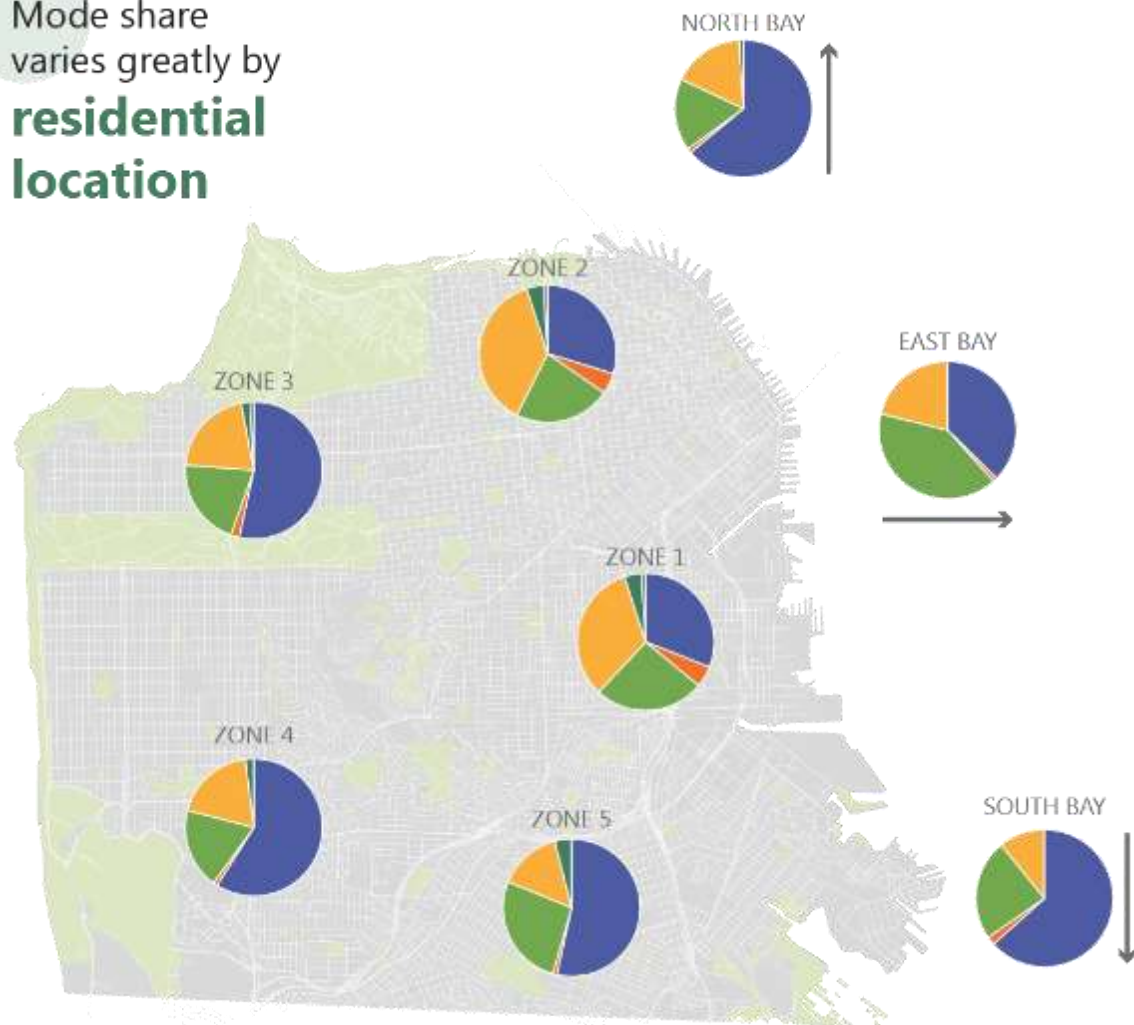 Mode share
varies greatly by
residential
location
NORTH BAY
ZONE 2
EAST BAY
ZONE 3
ZONE 1
ZONE 4
SOUTH BAY
ZONE 5